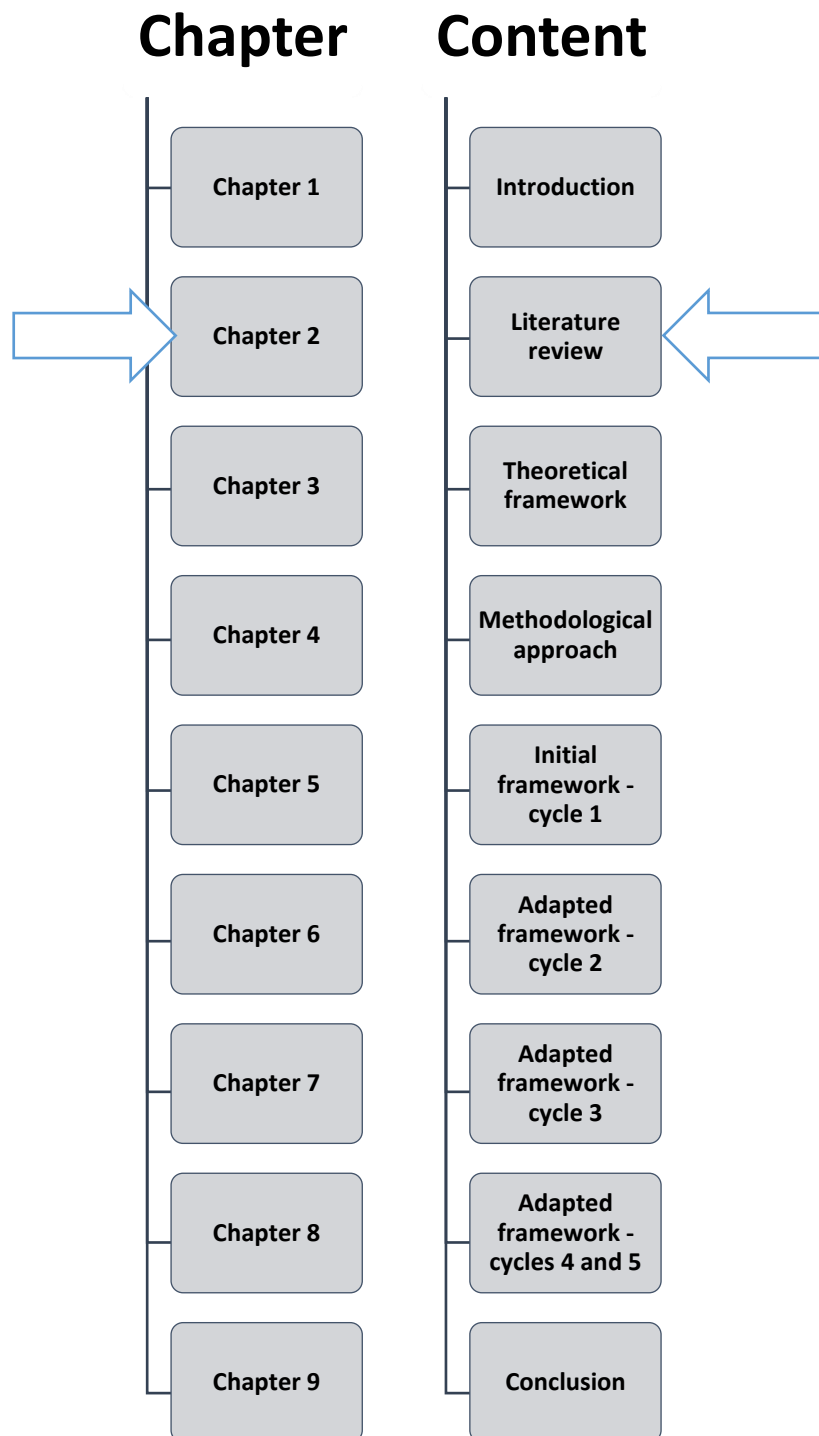 Chapter Content
Chapter 1
Introduction
Chapter 2
Literature
review
Chapter 3
Theoretical
framework
Chapter 4
Methodological
approach
Chapter 5
Initial
framework -
cycle 1
Chapter 6
Adapted
framework -
cycle 2
Chapter 7
Adapted
framework -
cycle 3
Chapter 8
Adapted
framework -
cycles 4 and 5
Chapter 9
Conclusion